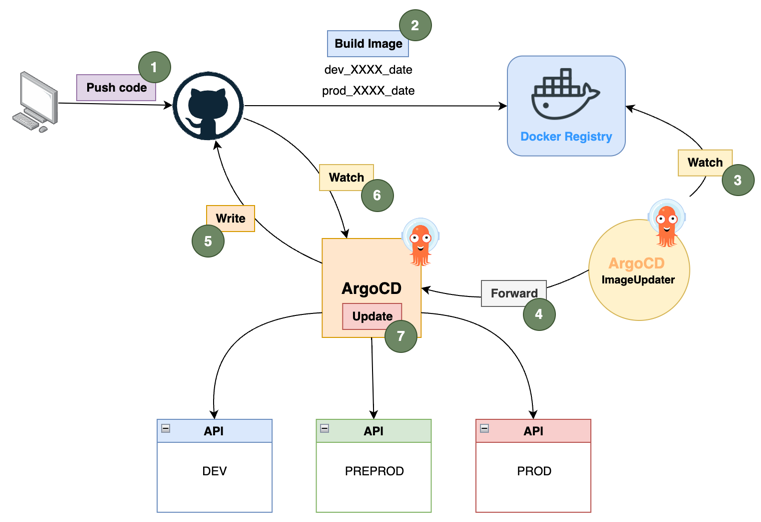 1
Push code
2
Build Image
dev_XXXX_date
prod_XXXX_date
Docker Registry
Watch
3
Watch
6
Write
5
ArgoCD
ImageUpdater
Forward
4
ArgoCD
Update
7
API
DEV
API
PREPROD
API
PROD